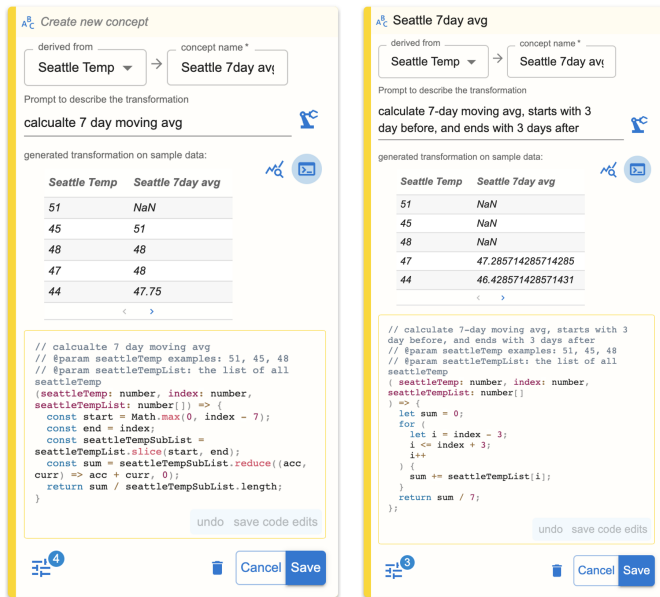 ABC Create new concept
derived from
concept name *
Seattle Temp
Seattle 7day avg
Prompt to describe the transformation
calcualte 7 day moving avg
generated transformation on sample data:
Seattle Temp Seattle 7day avg
51 NaN
45 51
48 48
47 48
44 47.75
< >
// calcualte 7 day moving avg
// @param seattleTemp examples: 51, 45, 48
// @param seattleTempList: the list of all
seattleTemp
(seattleTemp: number, index: number,
seattleTempList: number[]) => {
const start = Math.max(0, index - 7);
const end = index;
const seattleTempSubList =
seattleTempList.slice(start, end);
const sum = seattleTempSubList.reduce((acc,
curr) => acc + curr, 0);
return sum / seattleTempSubList.length;
}
undo save code edits
4
Cancel Save
ABC Seattle 7day avg
derived from
concept name *
Seattle Temp
Seattle 7day avg
Prompt to describe the transformation
calculate 7-day moving avg, starts with 3
day before, and ends with 3 days after
generated transformation on sample data:
Seattle Temp Seattle 7day avg
51 NaN
45 NaN
48 NaN
47 47.285714285714285
44 46.428571428571431
< >
// calculate 7-day moving avg, starts with 3
day before, and ends with 3 days after
// @param seattleTemp examples: 51, 45, 48
// @param seattleTempList: the list of all
seattleTemp
( seattleTemp: number, index: number,
seattleTempList: number[]
) => {
let sum = 0;
for (
let i = index - 3;
i <= index + 3;
i++
) {
sum += seattleTempList[i];
}
return sum / 7;
};
undo save code edits
3
Cancel Save